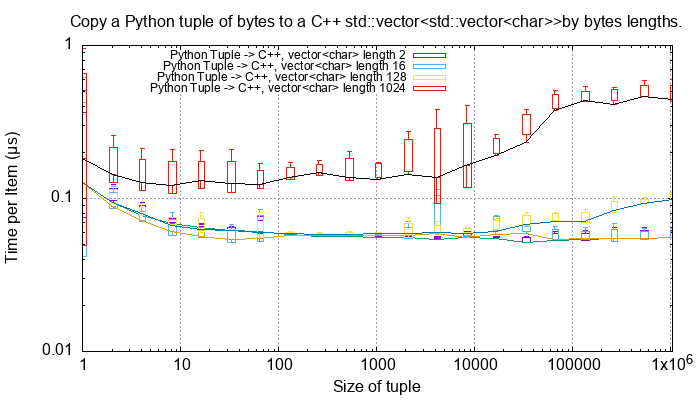 Copy a Python tuple of bytes to a C++ std::vector<std::vector<char>>by bytes lengths.
Python Tuple -> C++, vector<char> length 2
Python Tuple -> C++, vector<char> length 16
Python Tuple -> C++, vector<char> length 128
Python Tuple -> C++, vector<char> length 1024
1
0.1
0.01
Time per Item (µs)
1 10 100 1000 10000 100000 1x10⁶
Size of tuple